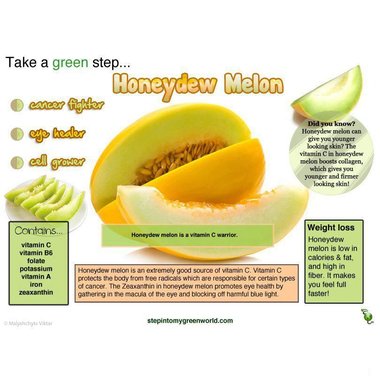 Take a green step...
Honeydew Melon
cancer fighter
eye healer
cell grower
Did you know?
Honeydew melon can
give you younger
looking skin? The
vitamin C in honeydew
melon boosts collagen,
which gives you
younger and firmer
looking skin!
Contains...
vitamin C
vitamin B6
folate
potassium
vitamin A
iron
zeaxanthin
Honeydew melon is a vitamin C warrior.
Honeydew melon is an extremely good source of vitamin C. Vitamin C
protects the body from free radicals which are responsible for certain types
of cancer. The Zeaxanthin in honeydew melon promotes eye health by
gathering in the macula of the eye and blocking off harmful blue light.
Weight loss
Honeydew
melon is low in
calories & fat,
and high in
fiber. It makes
you feel full
faster!
stepintomygreenworld.com